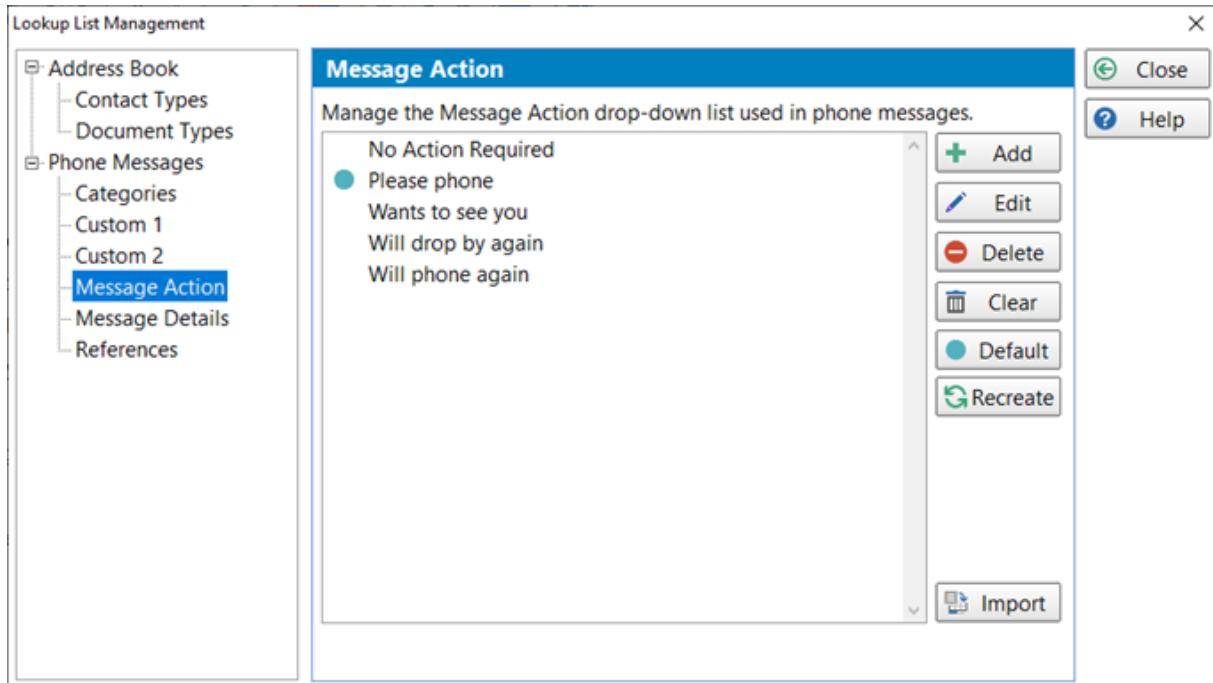 Lookup List Management
Address Book
Contact Types
Document Types
Phone Messages
Categories
Custom 1
Custom 2
Message Action
Message Details
References
Message Action
Manage the Message Action drop-down list used in phone messages.
No Action Required
Please phone
Wants to see you
Will drop by again
Will phone again
Add
Edit
Delete
Clear
Default
Recreate
Import
Close
Help